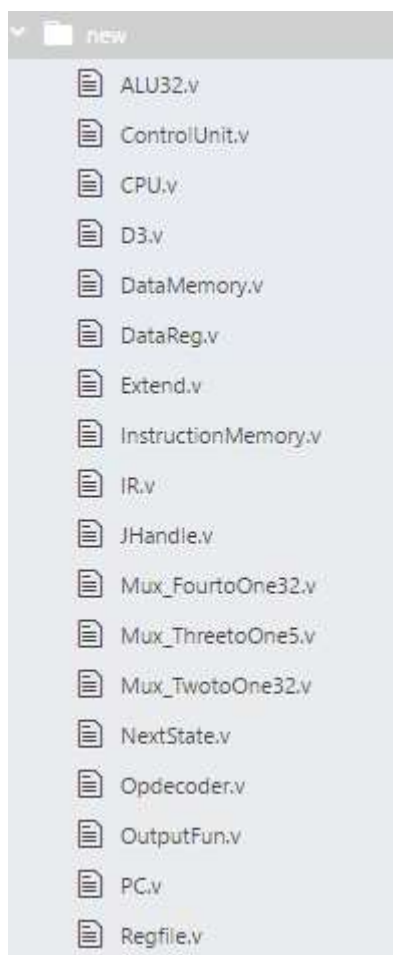 new
ALU32.v
ControlUnit.v
CPU.v
D3.v
DataMemory.v
DataReg.v
Extend.v
InstructionMemory.v
IR.v
JHandle.v
Mux_FourtoOne32.v
Mux_ThreetoOne5.v
Mux_TwotoOne32.v
NextState.v
Opdecoder.v
OutputFun.v
PC.v
Regfile.v